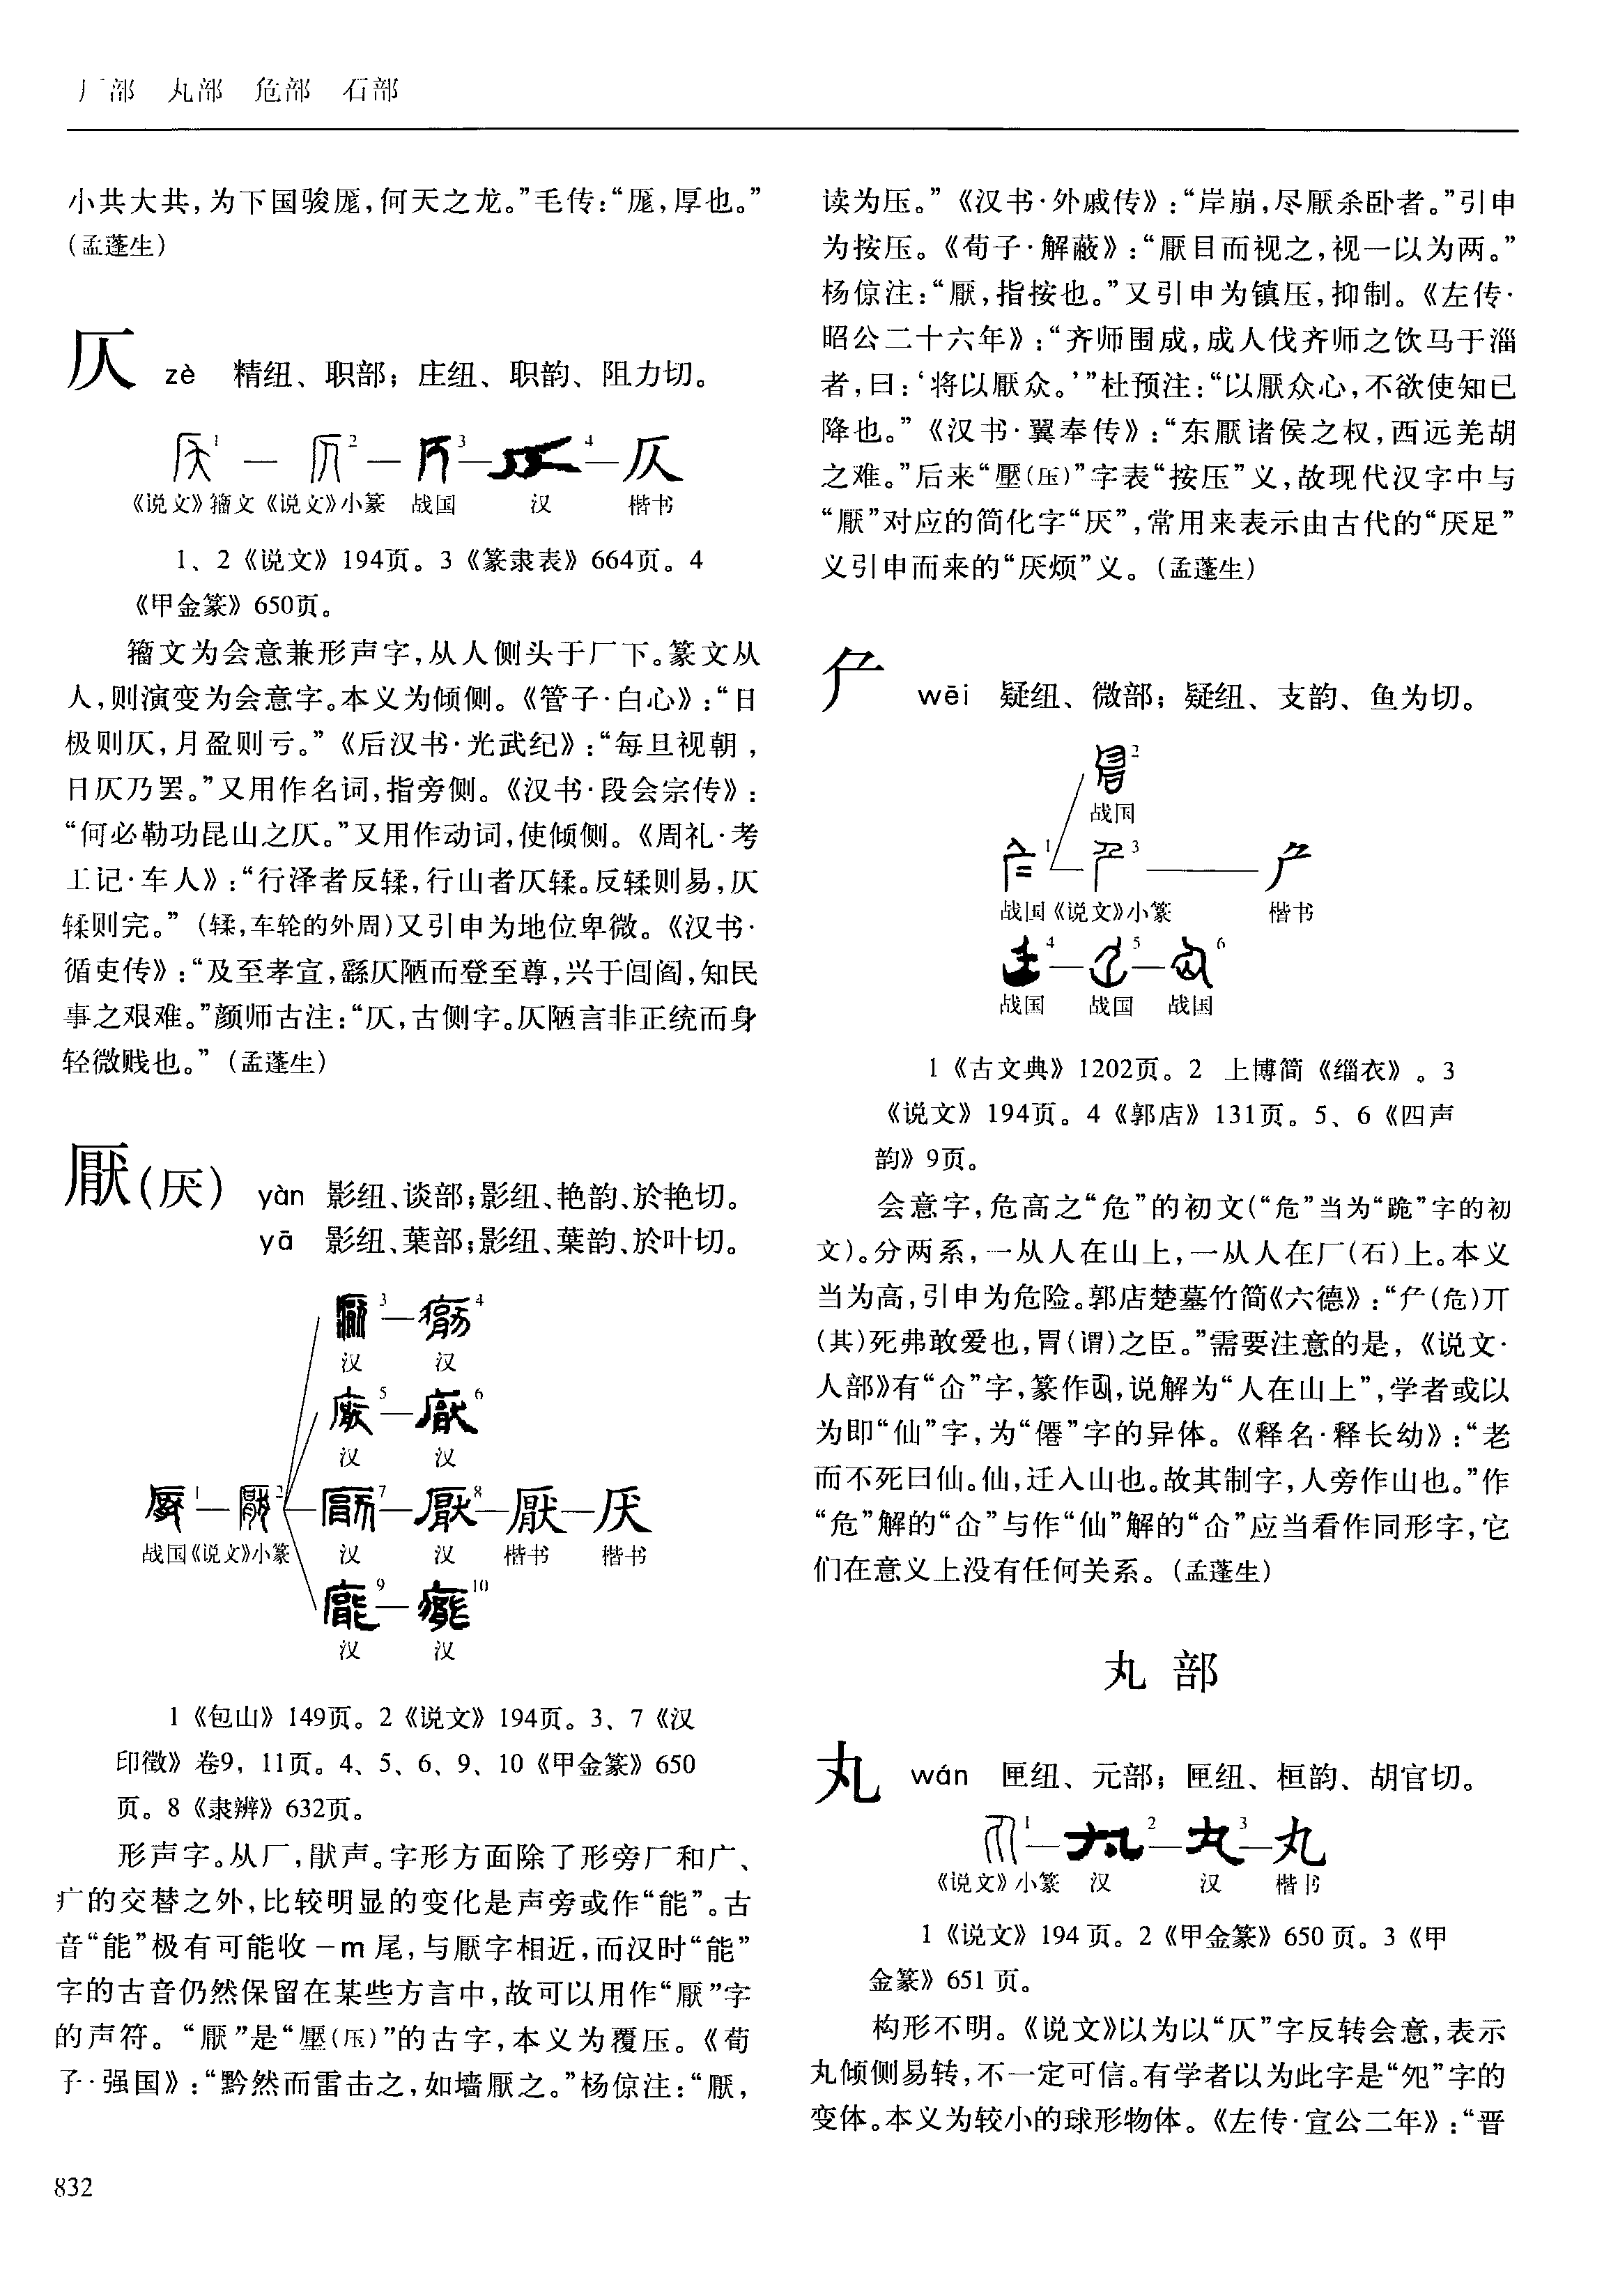 厂部　丸部　危部　石部
小共大共，为下国骏厖，何天之龙。”毛传：“厖，厚也。”
（孟蓬生）
仄　zè　精纽、职部；庄纽、职韵、阻力切。
1 — 2 — 3 — 4 — 仄
《说文》籀文　《说文》小篆　战国　汉　楷书
1、2《说文》194页。3《篆隶表》664页。4
《甲金篆》650页。
籀文为会意兼形声字，从人侧头于厂下。篆文从
人，则演变为会意字。本义为倾侧。《管子·白心》：“日
极则仄，月盈则亏。”《后汉书·光武纪》：“每旦视朝，
日仄乃罢。”又用作名词，指旁侧。《汉书·段会宗传》：
“何必勒功昆山之仄。”又用作动词，使倾侧。《周礼·考
工记·车人》：“行泽者反鞣，行山者仄鞣。反鞣则易，仄
鞣则完。”（鞣，车轮的外周）又引申为地位卑微。《汉书·
循吏传》：“及至孝宣，繇仄陋而登至尊，兴于闾阎，知民
事之艰难。”颜师古注：“仄，古侧字。仄陋言非正统而身
轻微贱也。”（孟蓬生）
厭（厌）　yàn　影纽、谈部；影纽、艳韵、於艳切。
yā　影纽、葉部；影纽、葉韵、於叶切。
3 — 4
汉　汉
5 — 6
汉　汉
1 — 2 — 7 — 8 — 厭 — 厌
战国　《说文》小篆　汉　汉　楷书　楷书
9 — 10
汉　汉
1《包山》149页。2《说文》194页。3、7《汉
印徵》卷9，11页。4、5、6、9、10《甲金篆》650
页。8《隶辨》632页。
形声字。从厂，猒声。字形方面除了形旁厂和广、
疒的交替之外，比较明显的变化是声旁或作“能”。古
音“能”极有可能收－m尾，与厭字相近，而汉时“能”
字的古音仍然保留在某些方言中，故可以用作“厭”字
的声符。“厭”是“壓（压）”的古字，本义为覆压。《荀
子·强国》：“黔然而雷击之，如墙厭之。”杨倞注：“厭，
读为压。”《汉书·外戚传》：“岸崩，尽厭杀卧者。”引申
为按压。《荀子·解蔽》：“厭目而视之，视一以为两。”
杨倞注：“厭，指按也。”又引申为镇压，抑制。《左传·
昭公二十六年》：“齐师围成，成人伐齐师之饮马于淄
者，曰：‘将以厭众。’”杜预注：“以厭众心，不欲使知已
降也。”《汉书·翼奉传》：“东厭诸侯之权，西远羌胡
之难。”后来“壓（压）”字表“按压”义，故现代汉字中与
“厭”对应的简化字“厌”，常用来表示由古代的“厌足”
义引申而来的“厌烦”义。（孟蓬生）
厃　wēi　疑纽、微部；疑纽、支韵、鱼为切。
2
战国
1　3 — 厃
战国　《说文》小篆　楷书
4 — 5 — 6
战国　战国　战国
1《古文典》1202页。2　上博简《缁衣》。3
《说文》194页。4《郭店》131页。5、6《四声
韵》9页。
会意字，危高之“危”的初文（“危”当为“跪”字的初
文）。分两系，一从人在山上，一从人在厂（石）上。本义
当为高，引申为危险。郭店楚墓竹简《六德》：“厃（危）丌
（其）死弗敢爱也，胃（谓）之臣。”需要注意的是，《说文·
人部》有“仚”字，篆作，说解为“人在山上”，学者或以
为即“仙”字，为“僊”字的异体。《释名·释长幼》：“老
而不死曰仙。仙，迁入山也。故其制字，人旁作山也。”作
“危”解的“仚”与作“仙”解的“仚”应当看作同形字，它
们在意义上没有任何关系。（孟蓬生）
丸部
丸　wán　匣纽、元部；匣纽、桓韵、胡官切。
1 — 2 — 3 — 丸
《说文》小篆　汉　汉　楷书
1《说文》194页。2《甲金篆》650页。3《甲
金篆》651页。
构形不明。《说文》以为以“仄”字反转会意，表示
丸倾侧易转，不一定可信。有学者以为此字是“夗”字的
变体。本义为较小的球形物体。《左传·宣公二年》：“晋
832